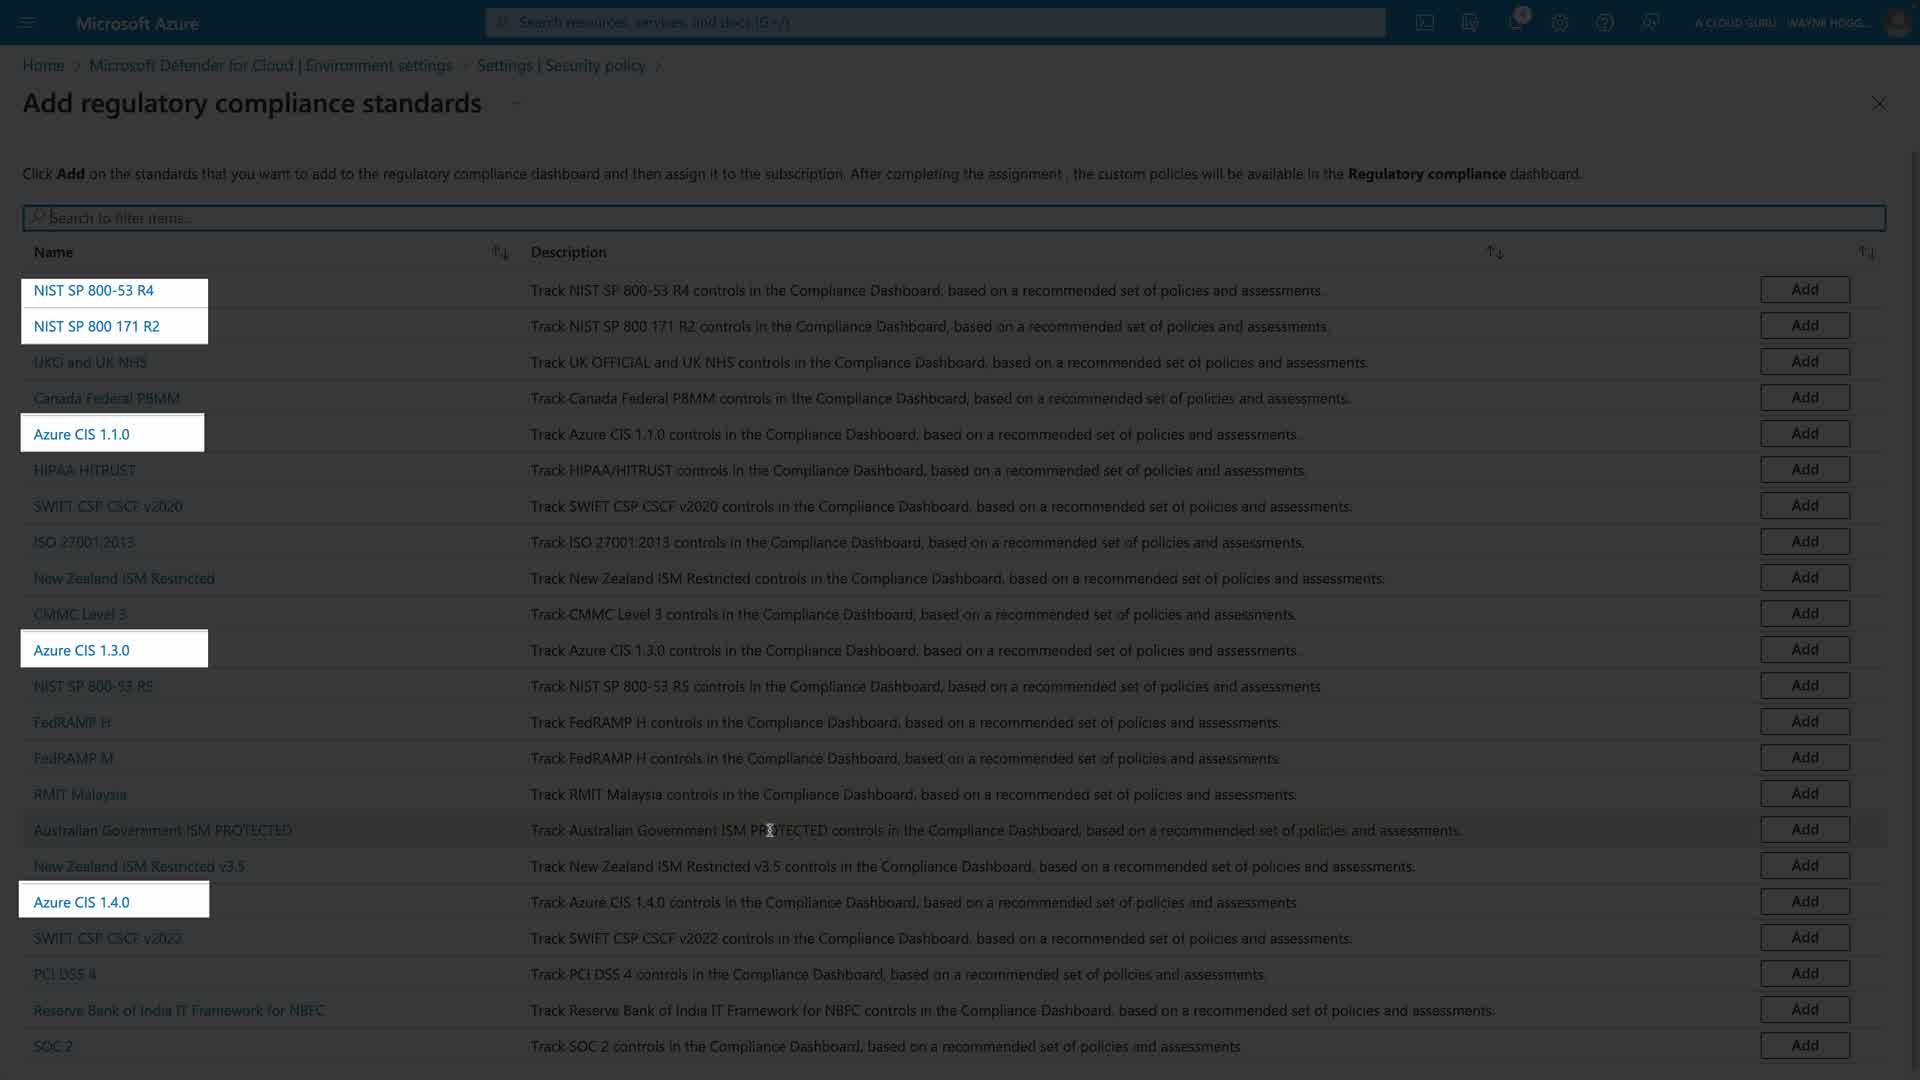 Microsoft Azure
Search resources, services, and docs (G+/)
4
A CLOUD GURU
WAYNE HOGG...
Home > Microsoft Defender for Cloud | Environment settings > Settings | Security policy >
Add regulatory compliance standards ...
Click Add on the standards that you want to add to the regulatory compliance dashboard and then assign it to the subscription. After completing the assignment , the custom policies will be available in the Regulatory compliance dashboard.
Search to filter items...
Name Description
NIST SP 800-53 R4 Track NIST SP 800-53 R4 controls in the Compliance Dashboard, based on a recommended set of policies and assessments. Add
NIST SP 800 171 R2 Track NIST SP 800 171 R2 controls in the Compliance Dashboard, based on a recommended set of policies and assessments. Add
UKO and UK NHS Track UK OFFICIAL and UK NHS controls in the Compliance Dashboard, based on a recommended set of policies and assessments. Add
Canada Federal PBMM Track Canada Federal PBMM controls in the Compliance Dashboard, based on a recommended set of policies and assessments. Add
Azure CIS 1.1.0 Track Azure CIS 1.1.0 controls in the Compliance Dashboard, based on a recommended set of policies and assessments. Add
HIPAA HITRUST Track HIPAA/HITRUST controls in the Compliance Dashboard, based on a recommended set of policies and assessments. Add
SWIFT CSP CSCF v2020 Track SWIFT CSP CSCF v2020 controls in the Compliance Dashboard, based on a recommended set of policies and assessments. Add
ISO 27001:2013 Track ISO 27001:2013 controls in the Compliance Dashboard, based on a recommended set of policies and assessments. Add
New Zealand ISM Restricted Track New Zealand ISM Restricted controls in the Compliance Dashboard, based on a recommended set of policies and assessments. Add
CMMC Level 3 Track CMMC Level 3 controls in the Compliance Dashboard, based on a recommended set of policies and assessments. Add
Azure CIS 1.3.0 Track Azure CIS 1.3.0 controls in the Compliance Dashboard, based on a recommended set of policies and assessments. Add
NIST SP 800-53 R5 Track NIST SP 800-53 R5 controls in the Compliance Dashboard, based on a recommended set of policies and assessments Add
FedRAMP H Track FedRAMP H controls in the Compliance Dashboard, based on a recommended set of policies and assessments. Add
FedRAMP M Track FedRAMP H controls in the Compliance Dashboard, based on a recommended set of policies and assessments. Add
RMIT Malaysia Track RMIT Malaysia controls in the Compliance Dashboard, based on a recommended set of policies and assessments. Add
Australian Government ISM PROTECTED Track Australian Government ISM PROTECTED controls in the Compliance Dashboard, based on a recommended set of policies and assessments. Add
New Zealand ISM Restricted v3.5 Track New Zealand ISM Restricted v3.5 controls in the Compliance Dashboard, based on a recommended set of policies and assessments. Add
Azure CIS 1.4.0 Track Azure CIS 1.4.0 controls in the Compliance Dashboard, based on a recommended set of policies and assessments Add
SWIFT CSP CSCF v2022 Track SWIFT CSP CSCF v2022 controls in the Compliance Dashboard, based on a recommended set of policies and assessments. Add
PCI DSS 4 Track PCI DSS 4 controls in the Compliance Dashboard, based on a recommended set of policies and assessments. Add
Reserve Bank of India IT Framework for NBFC Track Reserve Bank of India IT Framework for NBFC controls in the Compliance Dashboard, based on a recommended set of policies and assessments. Add
SOC 2 Track SOC 2 controls in the Compliance Dashboard, based on a recommended set of policies and assessments Add